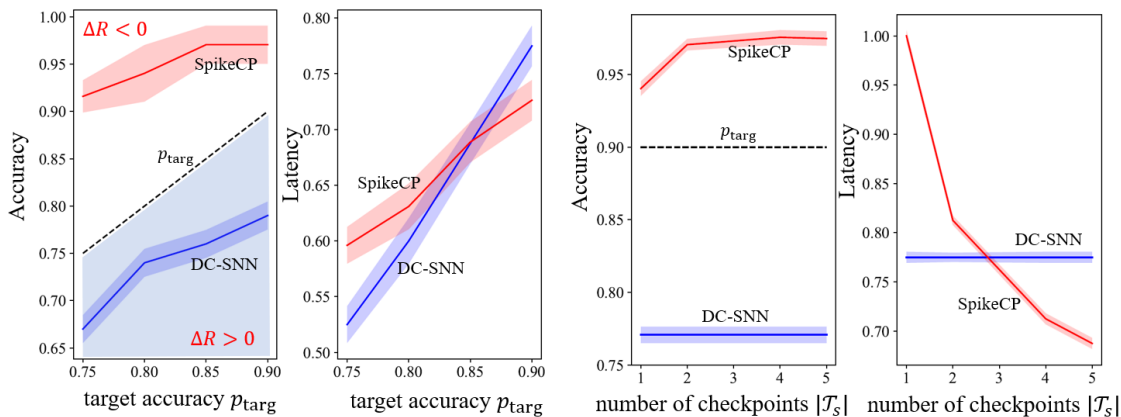 Accuracy
1.00
0.95
0.90
0.85
0.80
0.75
0.70
0.65
ΔR < 0
SpikeCP
p_targ
DC-SNN
ΔR > 0
0.75 0.80 0.85 0.90
target accuracy p_targ
Latency
0.80
0.75
0.70
0.65
0.60
0.55
0.50
SpikeCP
DC-SNN
0.75 0.80 0.85 0.90
target accuracy p_targ
Accuracy
0.95
0.90
0.85
0.80
0.75
SpikeCP
p_targ
DC-SNN
1 2 3 4 5
number of checkpoints |𝒯_s|
Latency
1.00
0.95
0.90
0.85
0.80
0.75
0.70
DC-SNN
SpikeCP
1 2 3 4 5
number of checkpoints |𝒯_s|